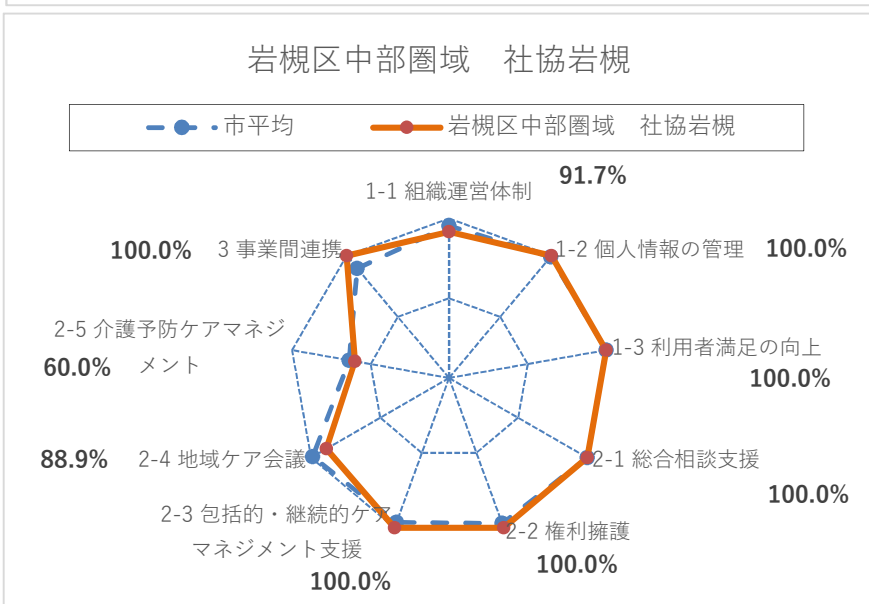 岩槻区中部圏域　社協岩槻
市平均
岩槻区中部圏域　社協岩槻
91.7%
1-1 組織運営体制
100.0%
3 事業間連携
1-2 個人情報の管理
100.0%
2-5 介護予防ケアマネジ
メント
60.0%
1-3 利用者満足の向上
100.0%
88.9%
2-4 地域ケア会議
2-1 総合相談支援
100.0%
2-3 包括的・継続的ケア
マネジメント支援
100.0%
2-2 権利擁護
100.0%